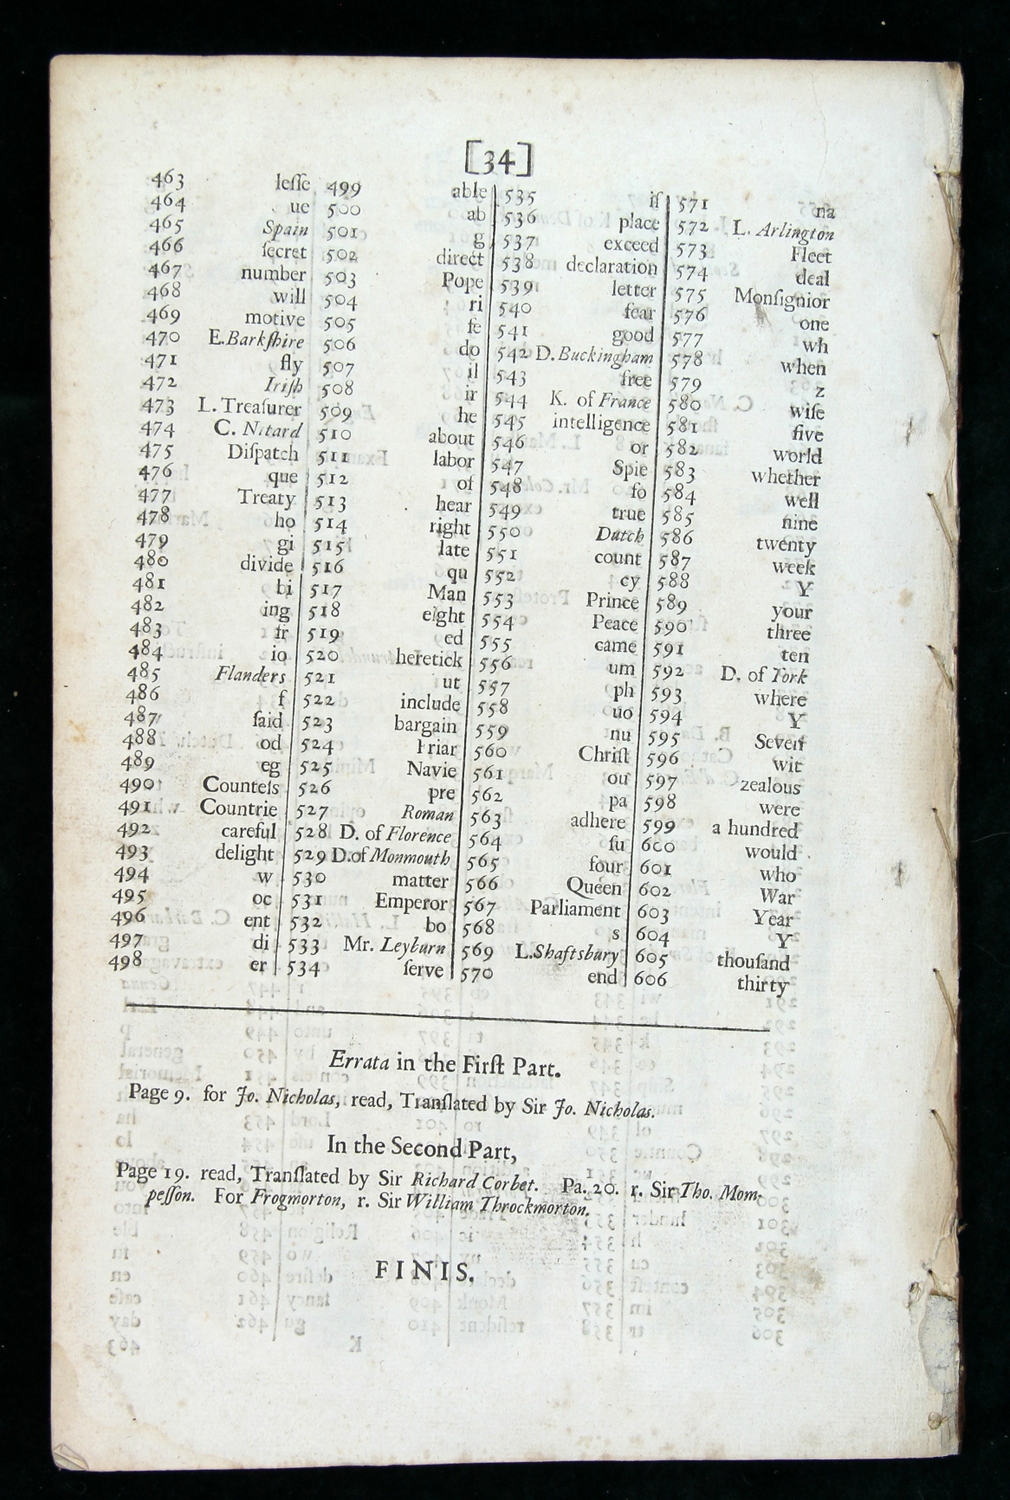 [34]
463 leſſe 499 able 535 if 571 na
464 ue 500 ab 536 place 572 L. Arlington
465 Spain 501 g 537 exceed 573 Fleet
466 ſecret 502 direct 538 declaration 574 deal
467 number 503 Pope 539 letter 575 Monſignior
468 will 504 ri 540 fear 576 one
469 motive 505 ſe 541 good 577 wh
470 E.Barkſhire 506 do 542 D.Buckingham 578 when
471 fly 507 il 543 free 579 z
472 Iriſh 508 ir 544 K. of France 580 wiſe
473 L.Treaſurer 509 he 545 intelligence 581 five
474 C. Nitard 510 about 546 or 582 world
475 Diſpatch 511 labor 547 Spie 583 whether
476 que 512 of 548 ſo 584 well
477 Treaty 513 hear 549 true 585 nine
478 ho 514 right 550 Dutch 586 twenty
479 gi 515 late 551 count 587 week
480 divide 516 qu 552 cy 588 Y
481 bi 517 Man 553 Prince 589 your
482 ing 518 eight 554 Peace 590 three
483 519 ed 555 came 591 ten
484 io 520 heretick 556 um 592 D. of York
485 Flanders 521 ut 557 ph 593 where
486 f 522 include 558 uo 594 Y
487 ſaid 523 bargain 559 nu 595 Seven
488 od 524 Friar 560 Chriſt 596 wit
489 eg 525 Navie 561 ou 597 zealous
490 Counteſs 526 pre 562 pa 598 were
491 Countrie 527 Roman 563 adhere 599 a hundred
492 careful 528 D. of Florence 564 ſu 600 would
493 delight 529 D.of Monmouth 565 four 601 who
494 w 530 matter 566 Queen 602 War
495 oc 531 Emperor 567 Parliament 603 Year
496 ent 532 bo 568 s 604 Y
497 di 533 Mr. Leyburn 569 L.Shaftsbury 605 thouſand
498 er 534 ſerve 570 end 606 thirty
Errata in the Firſt Part.
Page 9. for Jo. Nicholas, read, Tranſlated by Sir Jo. Nicholas.
In the Second Part,
Page 19. read, Tranſlated by Sir Richard Corbet. Pa. 20. r. Sir Tho. Mom-
peſſon. For Frogmorton, r. Sir William Throckmorton.
FINIS.